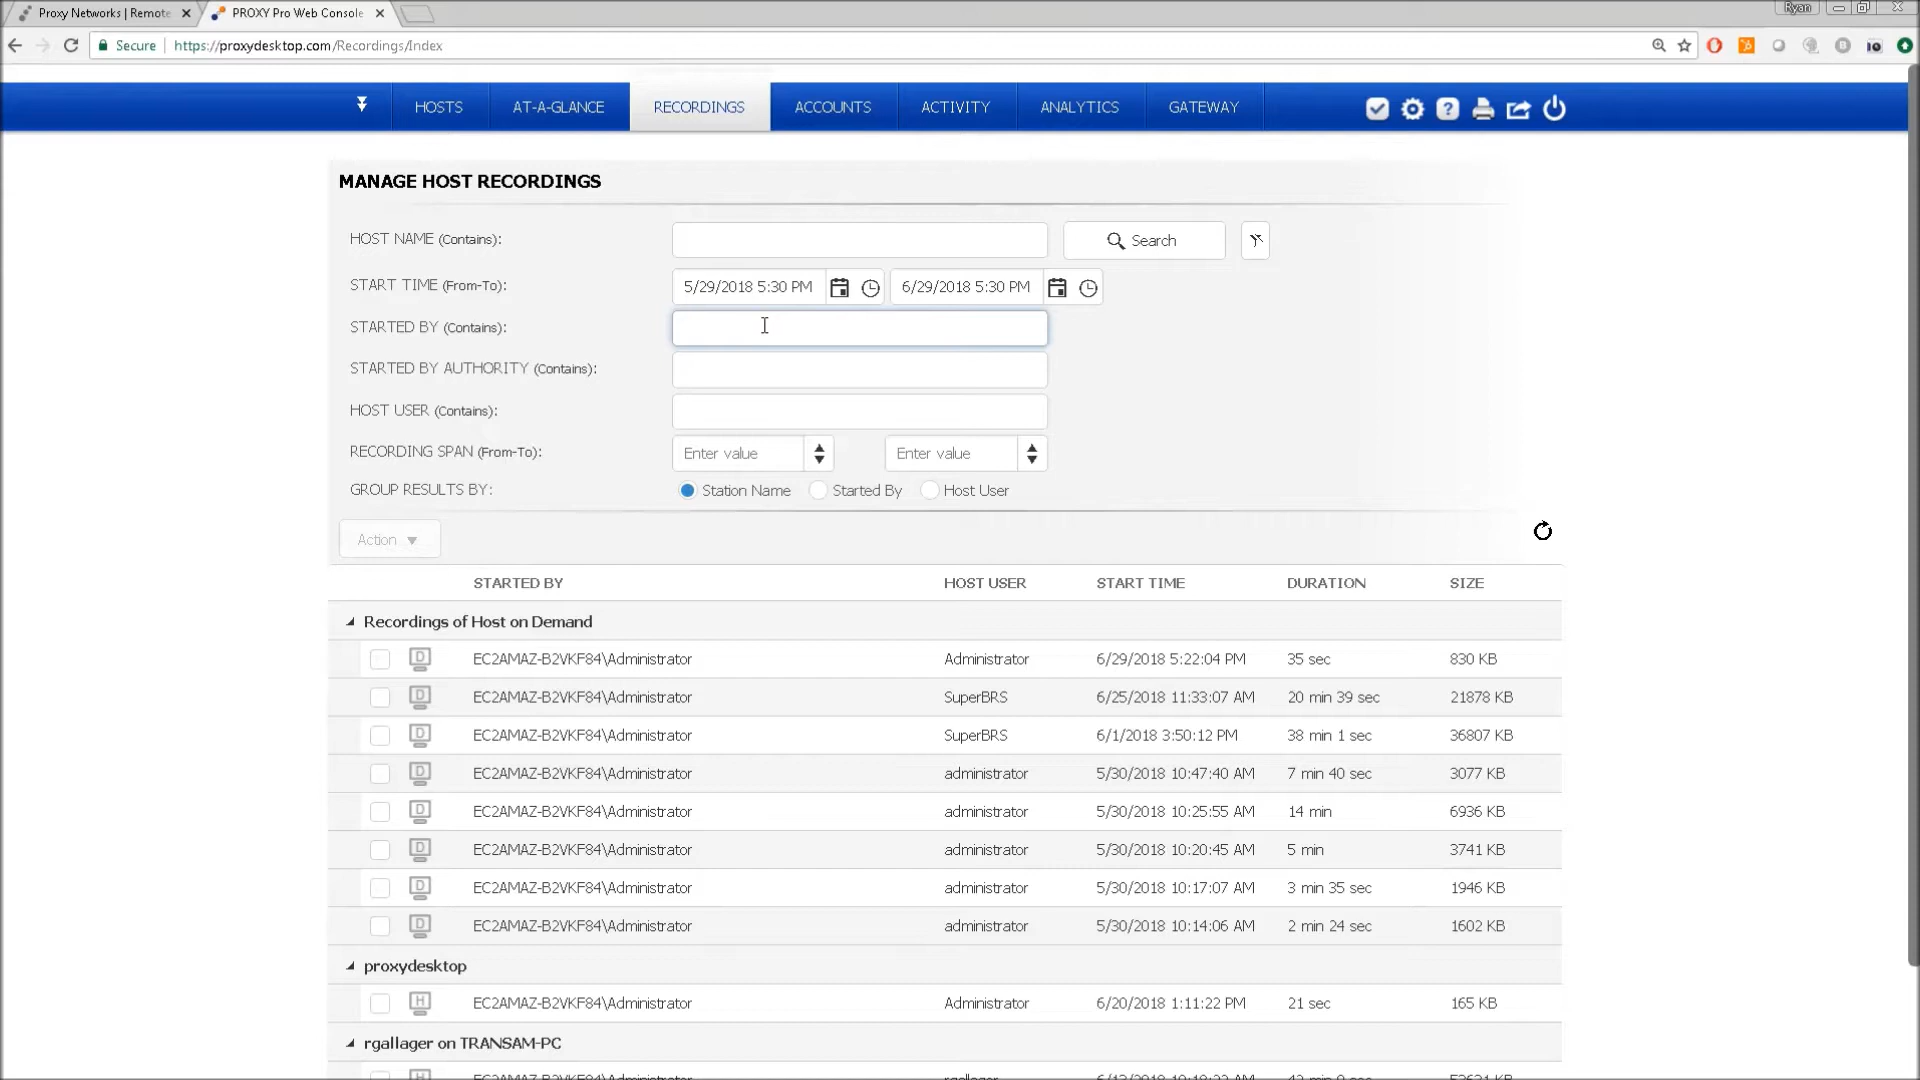 Proxy Networks | Remote
PROXY Pro Web Console
Ryan
Secure
https://proxydesktop.com/Recordings/Index
HOSTS
AT-A-GLANCE
RECORDINGS
ACCOUNTS
ACTIVITY
ANALYTICS
GATEWAY
MANAGE HOST RECORDINGS
HOST NAME (Contains):
Search
START TIME (From-To):
5/29/2018 5:30 PM
6/29/2018 5:30 PM
STARTED BY (Contains):
STARTED BY AUTHORITY (Contains):
HOST USER (Contains):
RECORDING SPAN (From-To):
Enter value
Enter value
GROUP RESULTS BY:
Station Name
Started By
Host User
Action
STARTED BY HOST USER START TIME DURATION SIZE
Recordings of Host on Demand
D EC2AMAZ-B2VKF84\Administrator Administrator 6/29/2018 5:22:04 PM 35 sec 830 KB
D EC2AMAZ-B2VKF84\Administrator SuperBRS 6/25/2018 11:33:07 AM 20 min 39 sec 21878 KB
D EC2AMAZ-B2VKF84\Administrator SuperBRS 6/1/2018 3:50:12 PM 38 min 1 sec 36807 KB
D EC2AMAZ-B2VKF84\Administrator administrator 5/30/2018 10:47:40 AM 7 min 40 sec 3077 KB
D EC2AMAZ-B2VKF84\Administrator administrator 5/30/2018 10:25:55 AM 14 min 6936 KB
D EC2AMAZ-B2VKF84\Administrator administrator 5/30/2018 10:20:45 AM 5 min 3741 KB
D EC2AMAZ-B2VKF84\Administrator administrator 5/30/2018 10:17:07 AM 3 min 35 sec 1946 KB
D EC2AMAZ-B2VKF84\Administrator administrator 5/30/2018 10:14:06 AM 2 min 24 sec 1602 KB
proxydesktop
H EC2AMAZ-B2VKF84\Administrator Administrator 6/20/2018 1:11:22 PM 21 sec 165 KB
rgallager on TRANSAM-PC